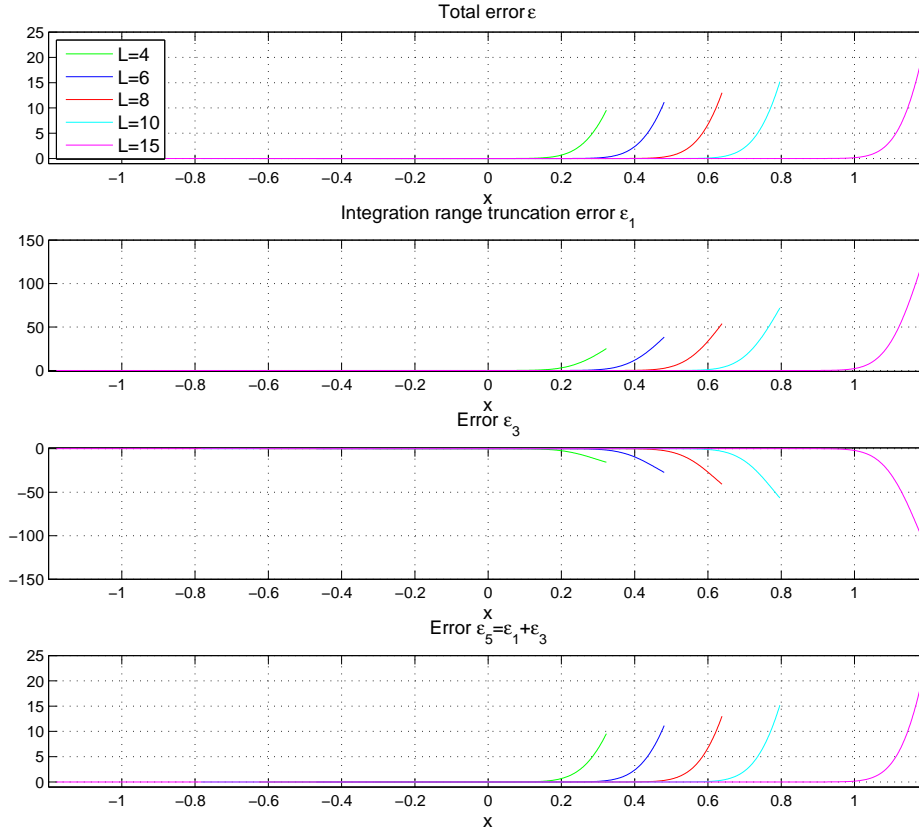 Total error ε
25
20
15
10
5
0
L=4
L=6
L=8
L=10
L=15
−1 −0.8 −0.6 −0.4 −0.2 0 0.2 0.4 0.6 0.8 1
x
Integration range truncation error ε1
150
100
50
0
−1 −0.8 −0.6 −0.4 −0.2 0 0.2 0.4 0.6 0.8 1
x
Error ε3
0
−50
−100
−150
−1 −0.8 −0.6 −0.4 −0.2 0 0.2 0.4 0.6 0.8 1
x
Error ε5=ε1+ε3
25
20
15
10
5
0
−1 −0.8 −0.6 −0.4 −0.2 0 0.2 0.4 0.6 0.8 1
x